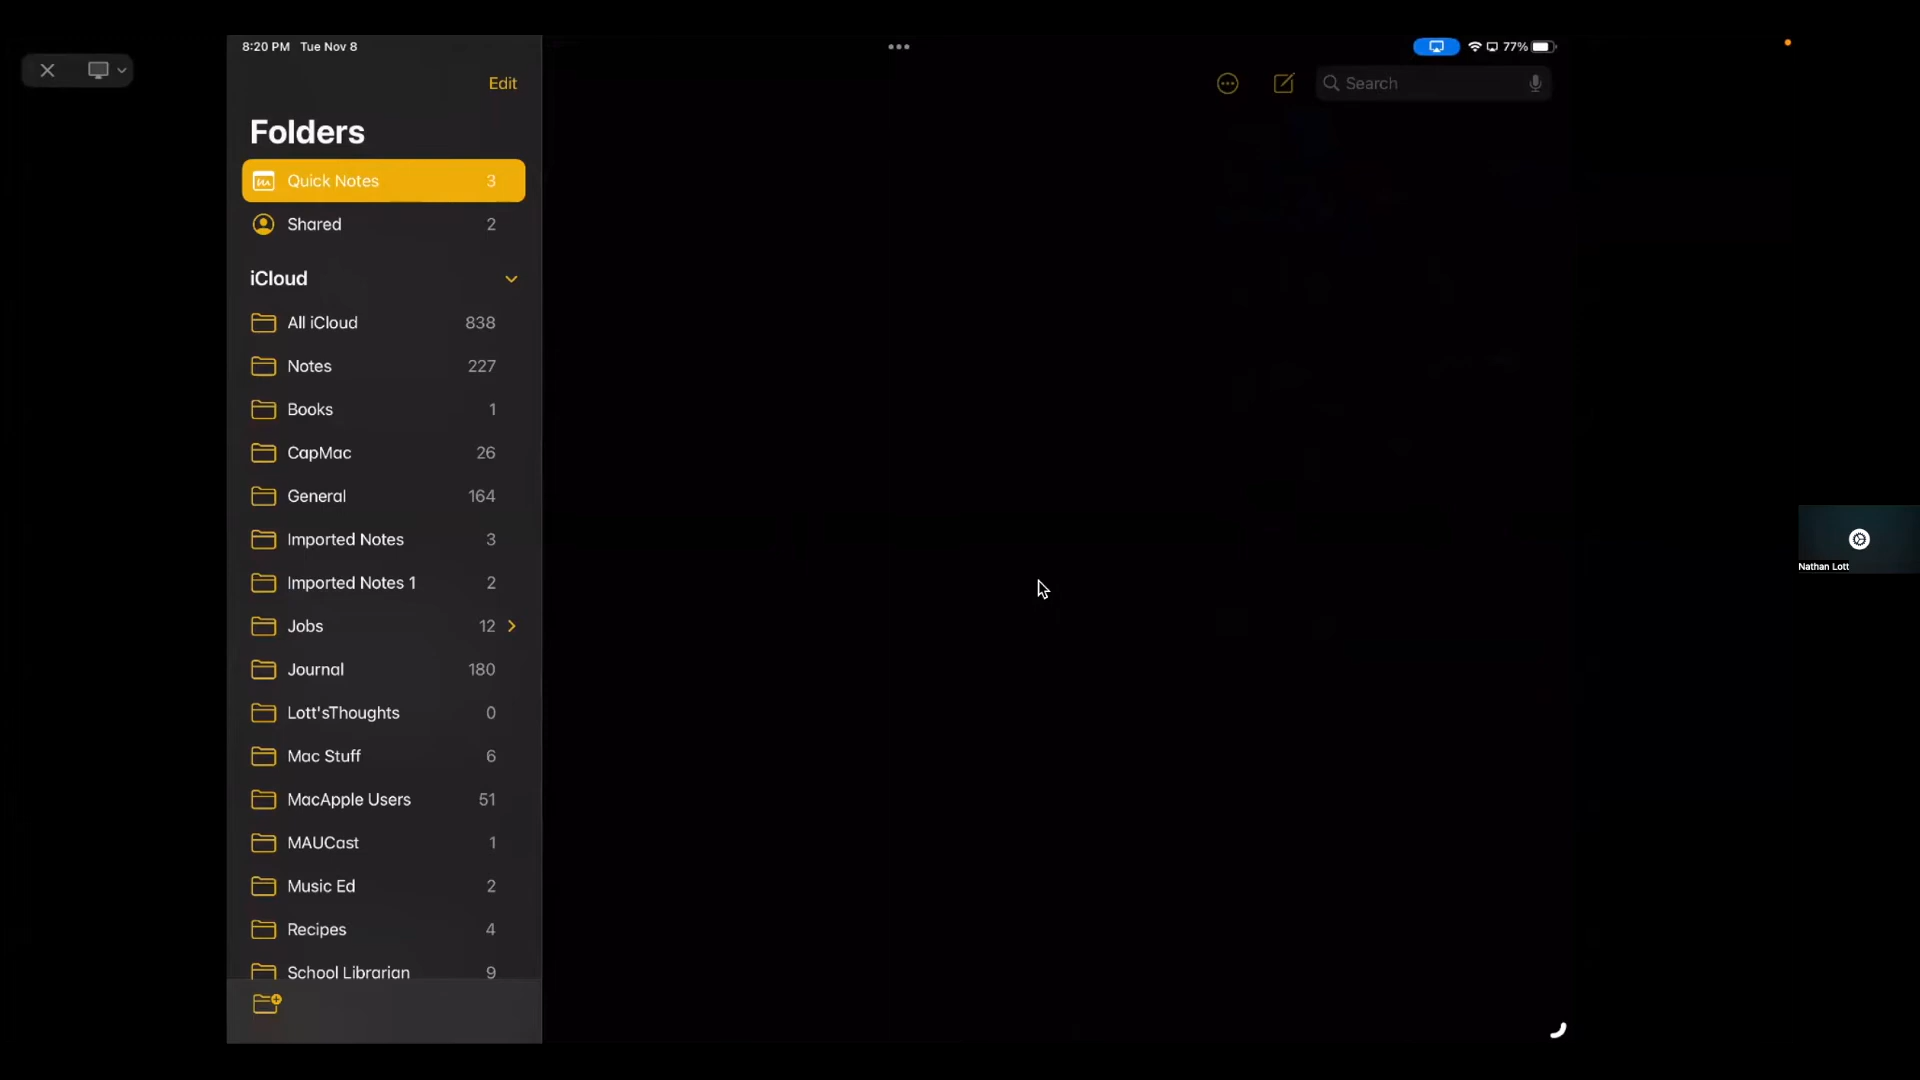 8:20 PM Tue Nov 8
77%
Edit
Search
Folders
Quick Notes 3
Shared 2
iCloud
All iCloud 838
Notes 227
Books 1
CapMac 26
General 164
Imported Notes 3
Imported Notes 1 2
Jobs 12
Journal 180
Lott'sThoughts 0
Mac Stuff 6
MacApple Users 51
MAUCast 1
Music Ed 2
Recipes 4
School Librarian 9
Nathan Lott